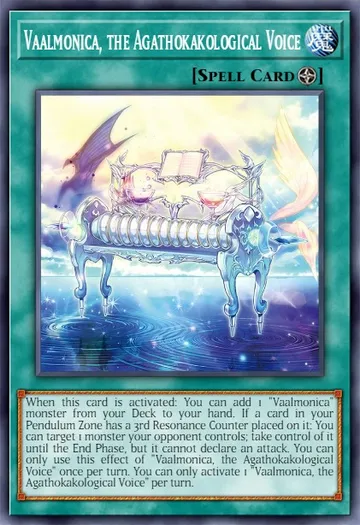 Vaalmonica, the Agathokakological Voice
魔
[Spell Card]
When this card is activated: You can add 1 "Vaalmonica"
monster from your Deck to your hand. If a card in your
Pendulum Zone has a 3rd Resonance Counter placed on it: You
can target 1 monster your opponent controls; take control of it
until the End Phase, but it cannot declare an attack. You can
only use this effect of "Vaalmonica, the Agathokakological
Voice" once per turn. You can only activate 1 "Vaalmonica, the
Agathokakological Voice" per turn.